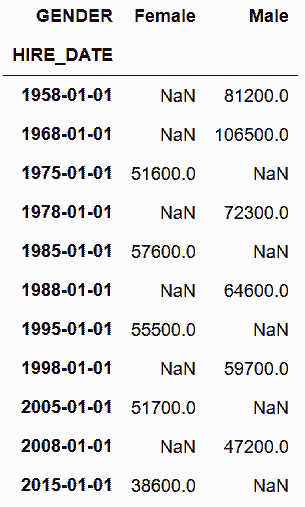 GENDER Female Male
HIRE_DATE
1958-01-01 NaN 81200.0
1968-01-01 NaN 106500.0
1975-01-01 51600.0 NaN
1978-01-01 NaN 72300.0
1985-01-01 57600.0 NaN
1988-01-01 NaN 64600.0
1995-01-01 55500.0 NaN
1998-01-01 NaN 59700.0
2005-01-01 51700.0 NaN
2008-01-01 NaN 47200.0
2015-01-01 38600.0 NaN